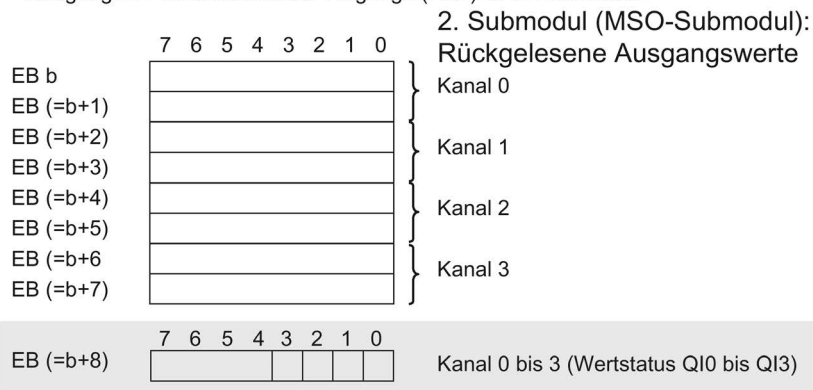 2. Submodul (MSO-Submodul):
7 6 5 4 3 2 1 0
Rückgelesene Ausgangswerte
EB b
Kanal 0
EB (=b+1)
EB (=b+2)
Kanal 1
EB (=b+3)
EB (=b+4)
Kanal 2
EB (=b+5)
EB (=b+6
Kanal 3
EB (=b+7)
7 6 5 4 3 2 1 0
EB (=b+8)
Kanal 0 bis 3 (Wertstatus QI0 bis QI3)